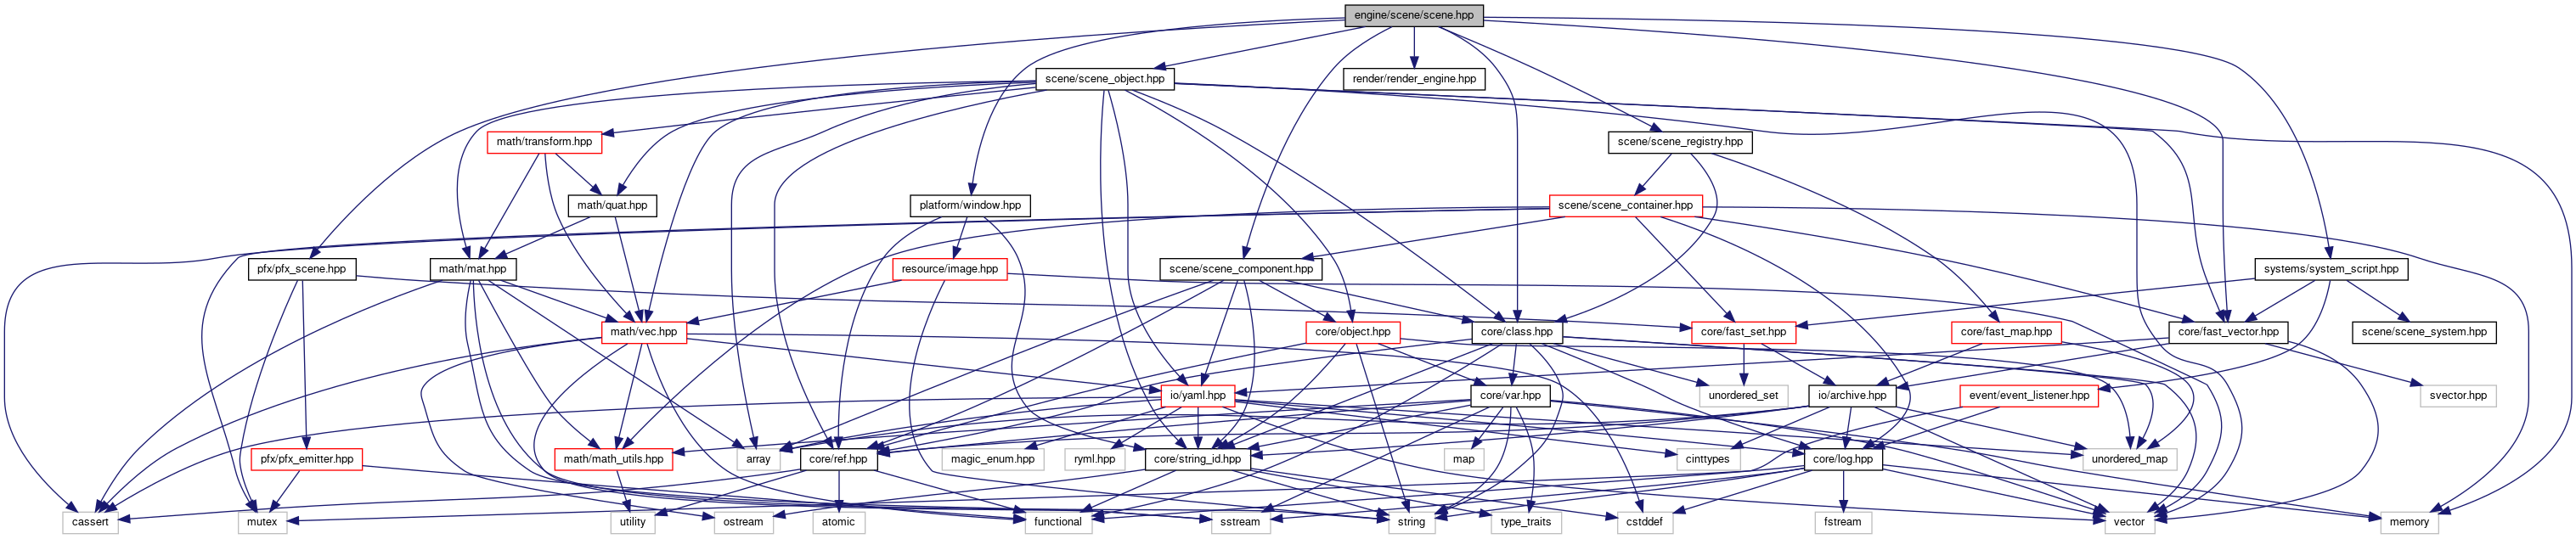 engine/scene/scene.hpp
scene/scene_object.hpp
render/render_engine.hpp
math/transform.hpp
scene/scene_registry.hpp
math/quat.hpp
platform/window.hpp
scene/scene_container.hpp
pfx/pfx_scene.hpp
math/mat.hpp
resource/image.hpp
scene/scene_component.hpp
systems/system_script.hpp
math/vec.hpp
core/object.hpp
core/class.hpp
core/fast_set.hpp
core/fast_map.hpp
core/fast_vector.hpp
scene/scene_system.hpp
io/yaml.hpp
core/var.hpp
unordered_set
io/archive.hpp
event/event_listener.hpp
svector.hpp
pfx/pfx_emitter.hpp
math/math_utils.hpp
array
core/ref.hpp
magic_enum.hpp
ryml.hpp
core/string_id.hpp
map
cinttypes
core/log.hpp
unordered_map
cassert
mutex
utility
ostream
atomic
functional
sstream
string
type_traits
cstddef
fstream
vector
memory